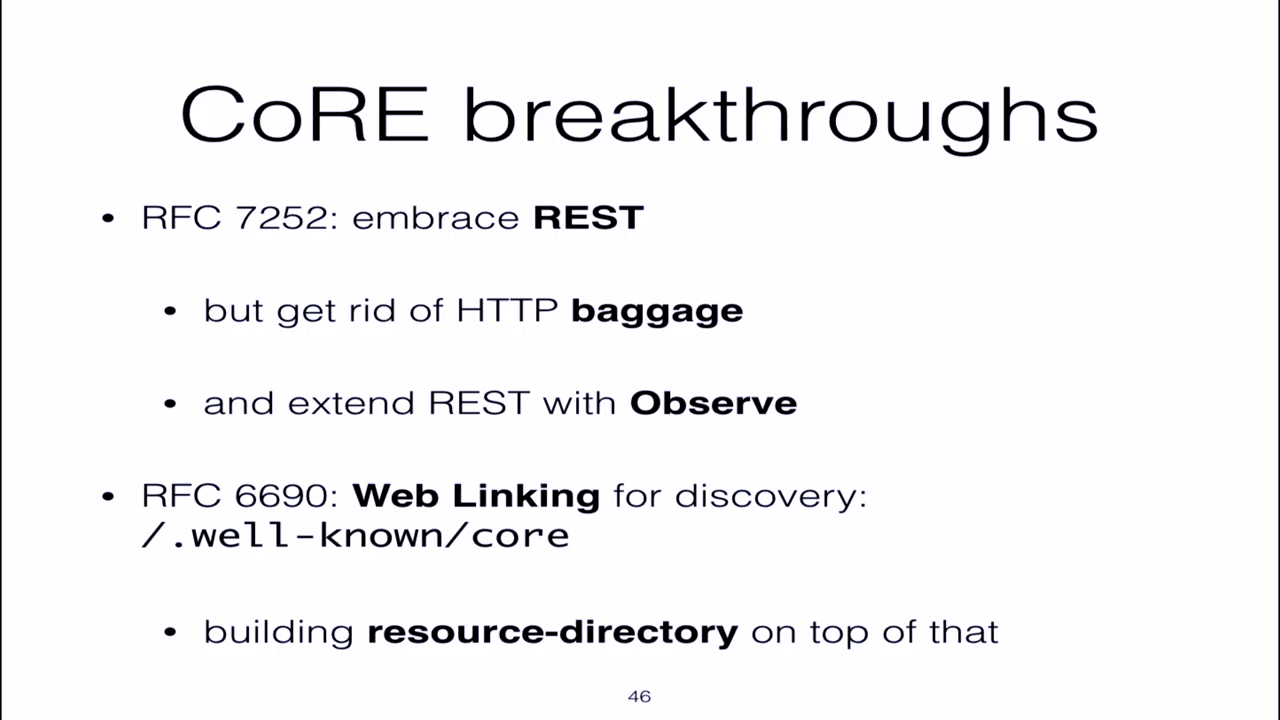 CoRE breakthroughs
• RFC 7252: embrace REST
• but get rid of HTTP baggage
• and extend REST with Observe
• RFC 6690: Web Linking for discovery:
/.well-known/core
• building resource-directory on top of that
46